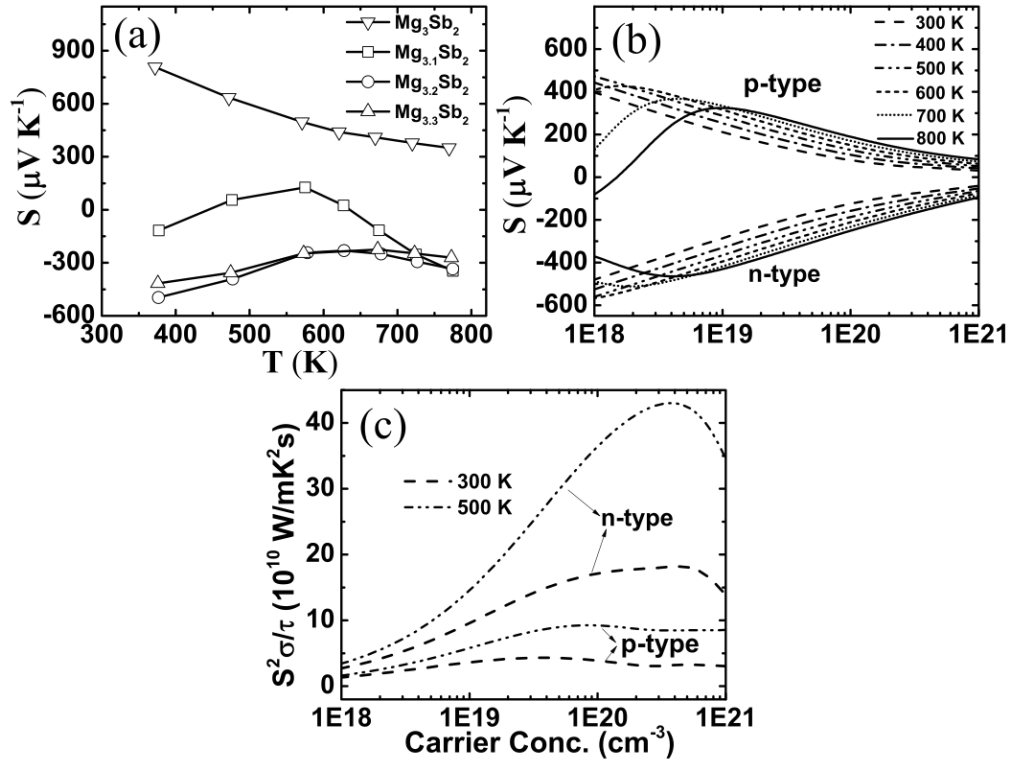 (a)
Mg3Sb2
Mg3.1Sb2
Mg3.2Sb2
Mg3.3Sb2
900
600
300
0
-300
-600
S (μV K-1)
300 400 500 600 700 800
T (K)
(b)
300 K
400 K
500 K
600 K
700 K
800 K
p-type
n-type
600
400
200
0
-200
-400
-600
S (μV K-1)
1E18 1E19 1E20 1E21
(c)
300 K
500 K
n-type
p-type
40
30
20
10
0
S2σ/τ (1010 W/mK2s)
1E18 1E19 1E20 1E21
Carrier Conc. (cm-3)